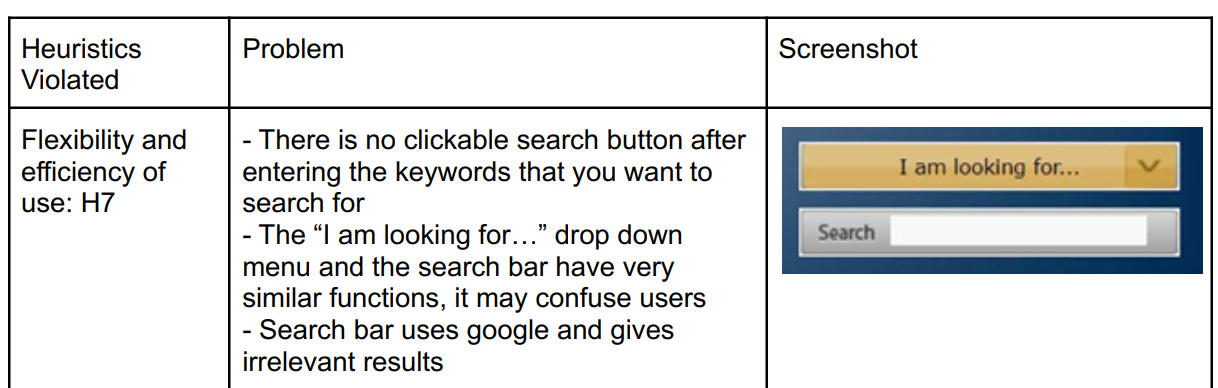 Heuristics
Violated
Problem
Screenshot
Flexibility and
efficiency of
use: H7
- There is no clickable search button after
entering the keywords that you want to
search for
- The “I am looking for…” drop down
menu and the search bar have very
similar functions, it may confuse users
- Search bar uses google and gives
irrelevant results
I am looking for...
Search